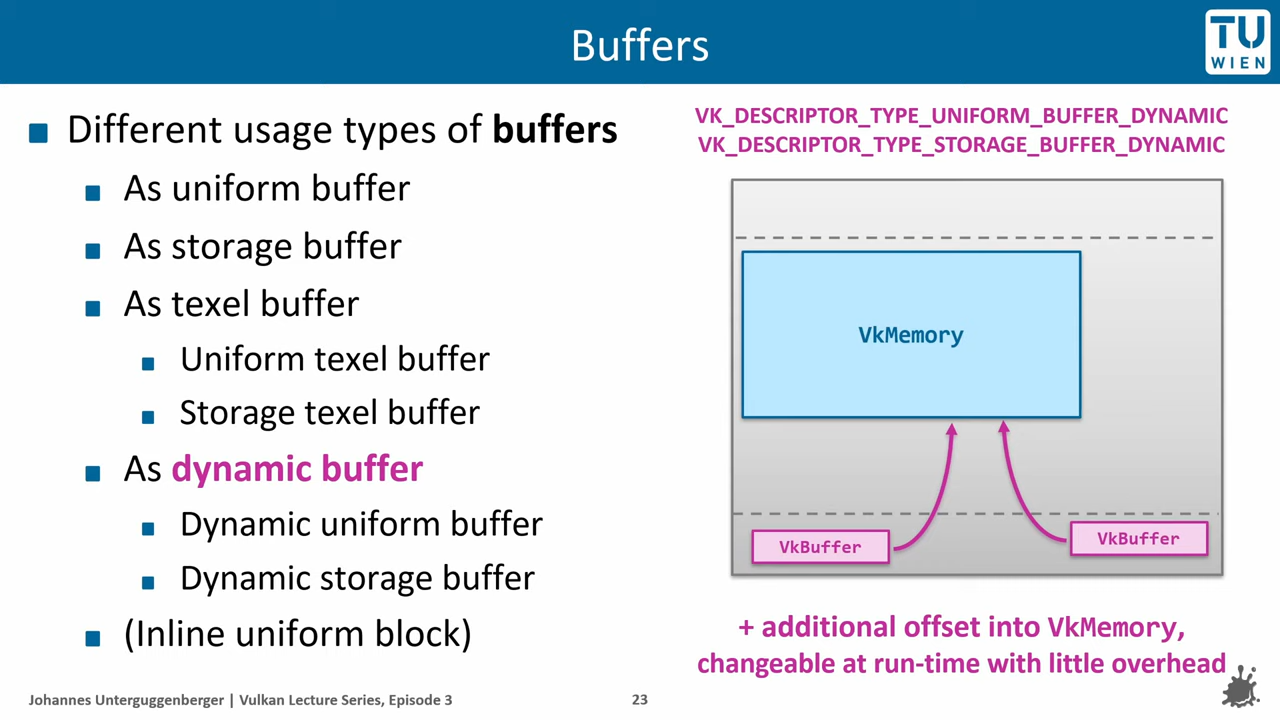 Buffers
TU
WIEN
Different usage types of buffers
As uniform buffer
As storage buffer
As texel buffer
Uniform texel buffer
Storage texel buffer
As dynamic buffer
Dynamic uniform buffer
Dynamic storage buffer
(Inline uniform block)
VK_DESCRIPTOR_TYPE_UNIFORM_BUFFER_DYNAMIC
VK_DESCRIPTOR_TYPE_STORAGE_BUFFER_DYNAMIC
VkMemory
VkBuffer
VkBuffer
+ additional offset into VkMemory,
changeable at run-time with little overhead
Johannes Unterguggenberger | Vulkan Lecture Series, Episode 3
23